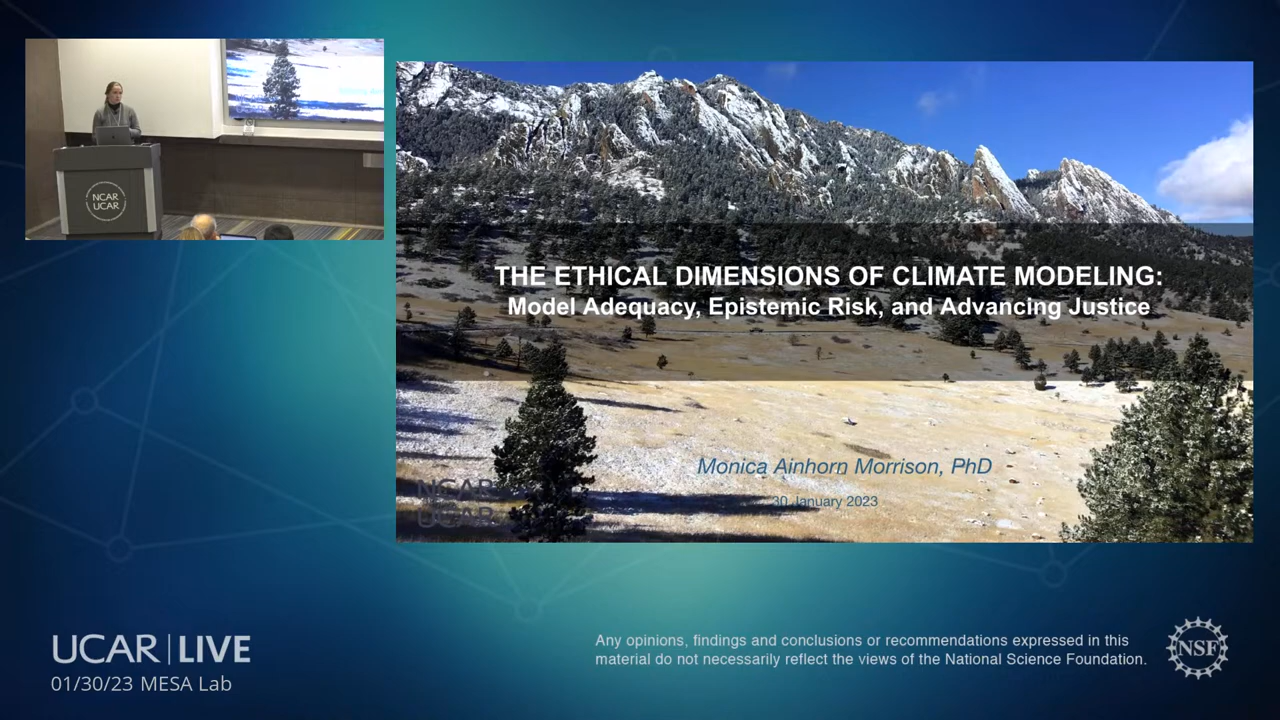 NCAR
UCAR
THE ETHICAL DIMENSIONS OF CLIMATE MODELING:
Model Adequacy, Epistemic Risk, and Advancing Justice
Monica Ainhorn Morrison, PhD
30 January 2023
NCAR
UCAR
UCAR | LIVE
01/30/23 MESA Lab
Any opinions, findings and conclusions or recommendations expressed in this
material do not necessarily reflect the views of the National Science Foundation.
NSF